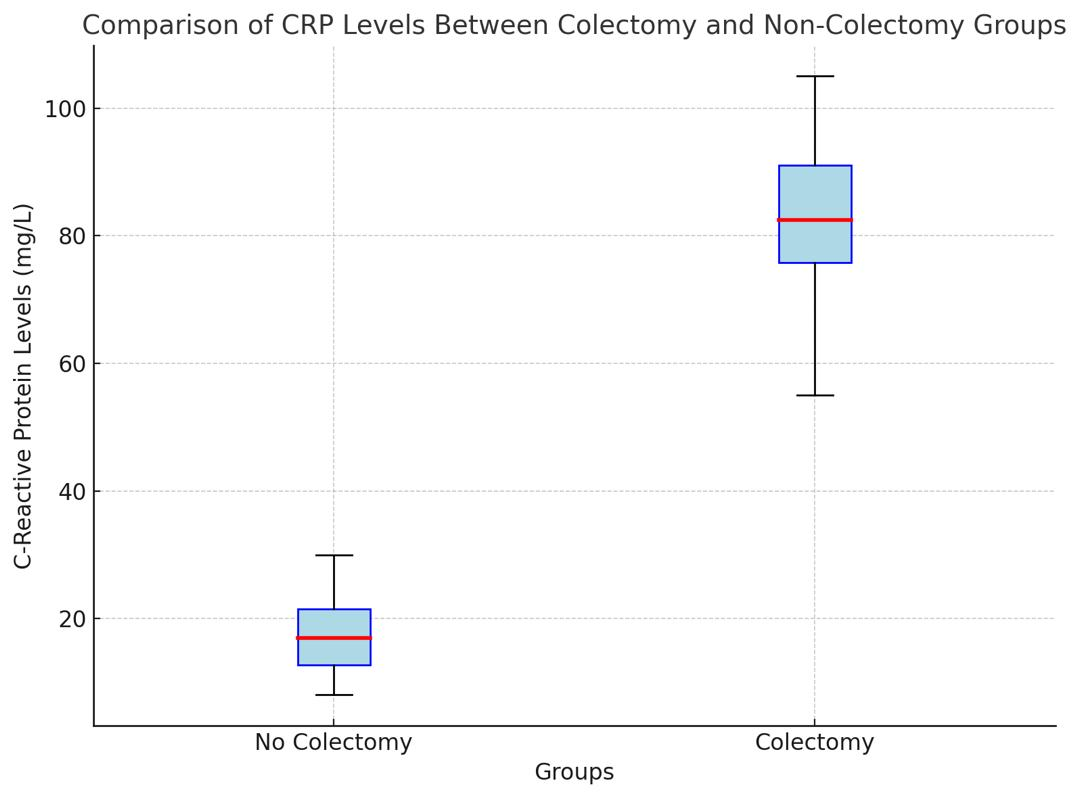 Comparison of CRP Levels Between Colectomy and Non-Colectomy Groups
C-Reactive Protein Levels (mg/L)
100
80
60
40
20
No Colectomy
Colectomy
Groups